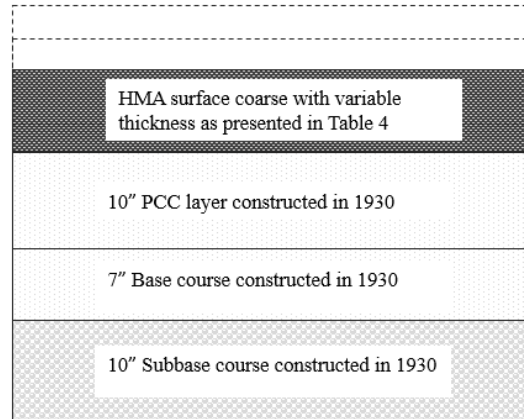 HMA surface coarse with variable
thickness as presented in Table 4
10″ PCC layer constructed in 1930
7″ Base course constructed in 1930
10″ Subbase course constructed in 1930